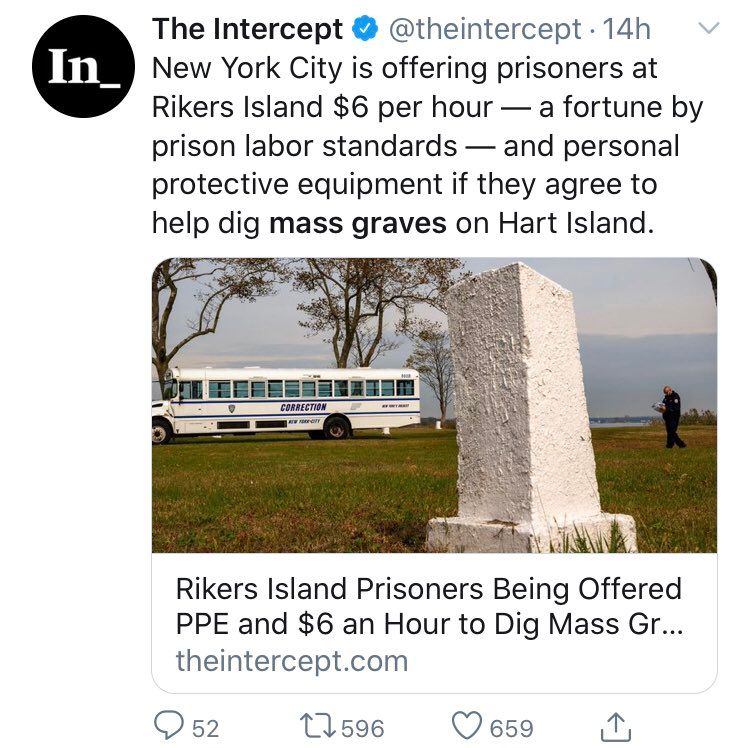 In_
The Intercept @theintercept · 14h
New York City is offering prisoners at
Rikers Island $6 per hour — a fortune by
prison labor standards — and personal
protective equipment if they agree to
help dig mass graves on Hart Island.
CORRECTION
NEW YORK CITY
Rikers Island Prisoners Being Offered
PPE and $6 an Hour to Dig Mass Gr...
theintercept.com
52 596 659